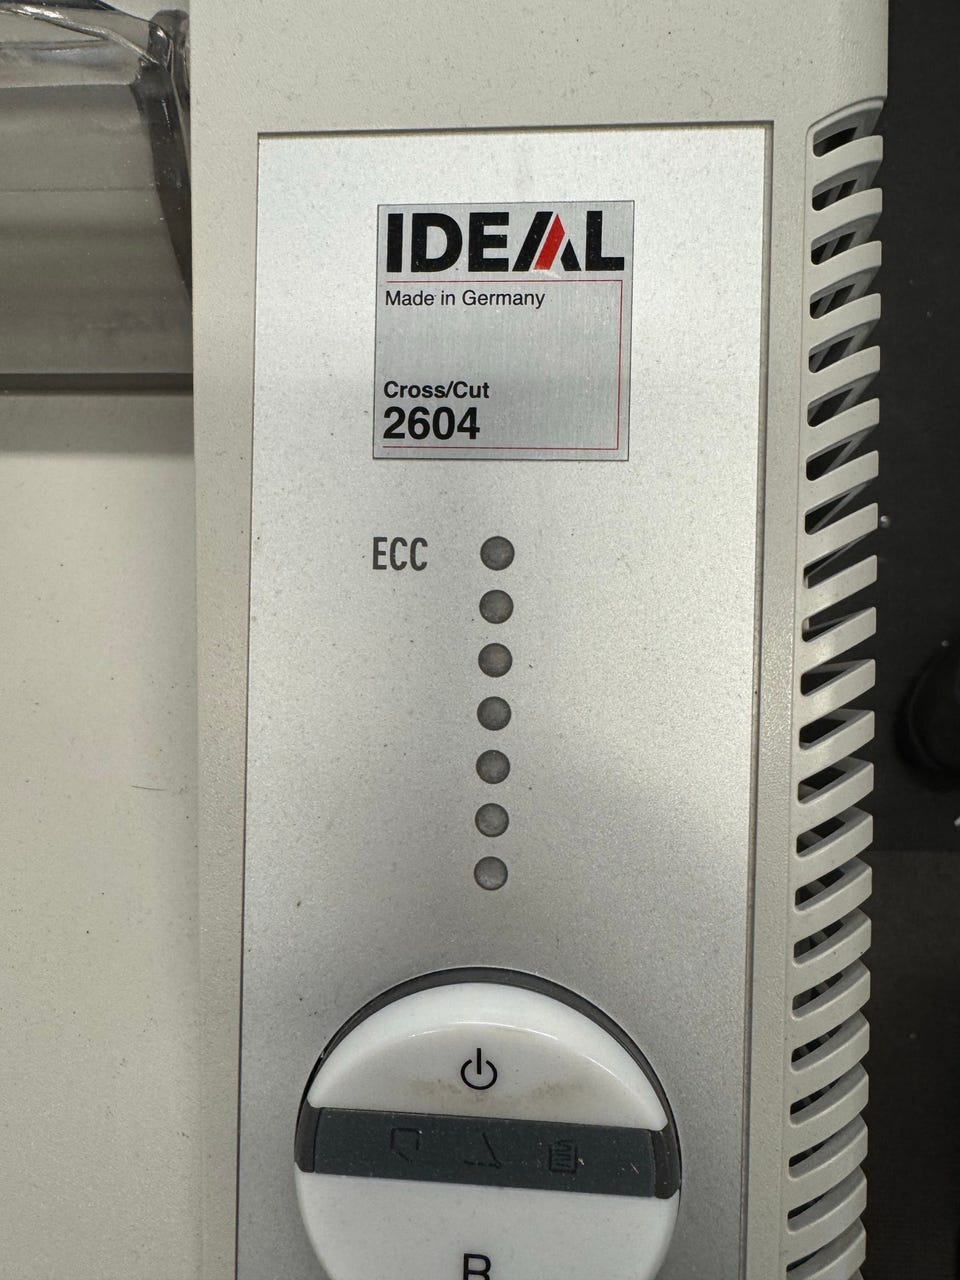 IDEAL
Made in Germany
Cross/Cut
2604
ECC
R